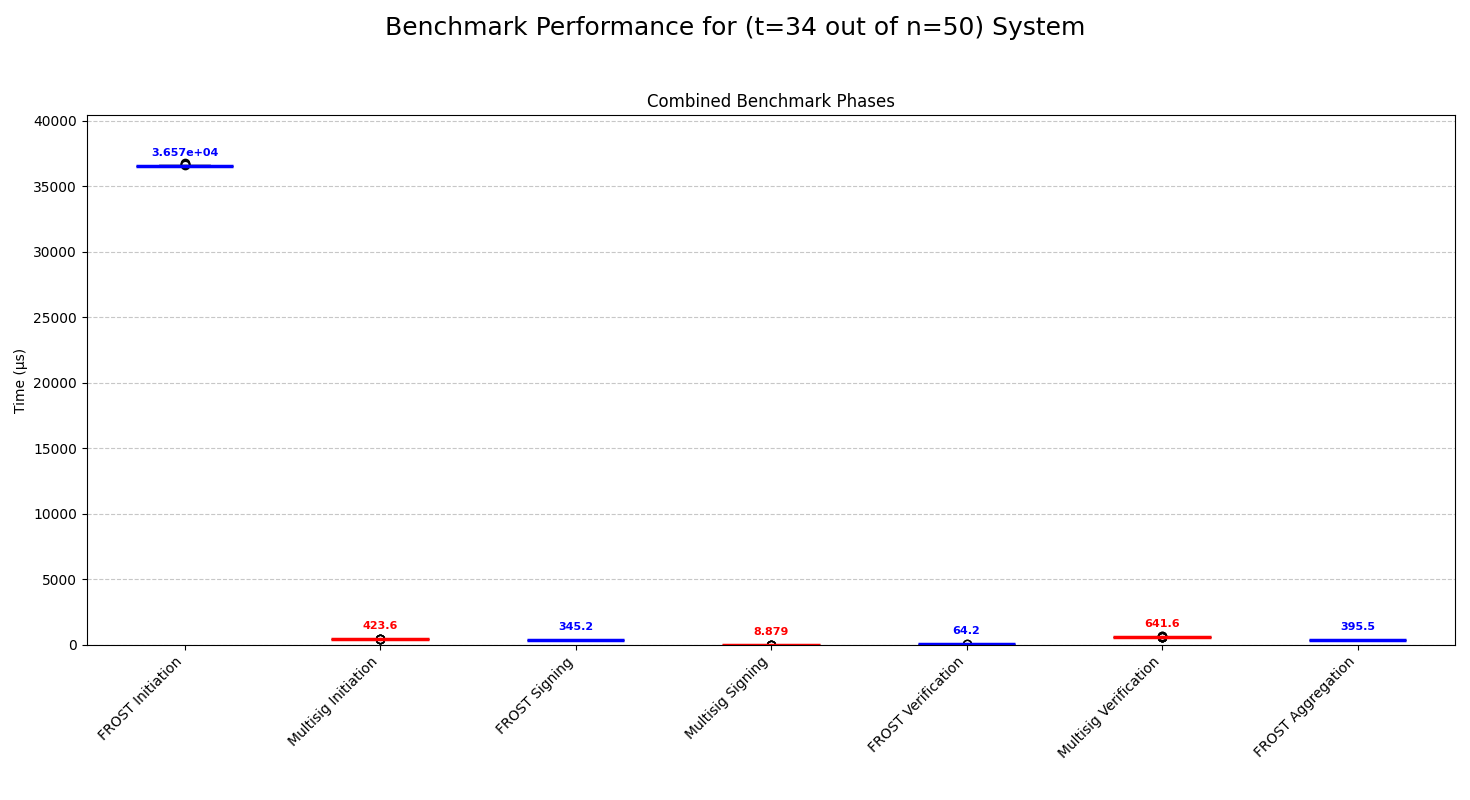 Benchmark Performance for (t=34 out of n=50) System
Combined Benchmark Phases
Time (µs)
40000
35000
30000
25000
20000
15000
10000
5000
0
3.657e+04
423.6
345.2
8.879
64.2
641.6
395.5
FROST Initiation
Multisig Initiation
FROST Signing
Multisig Signing
FROST Verification
Multisig Verification
FROST Aggregation